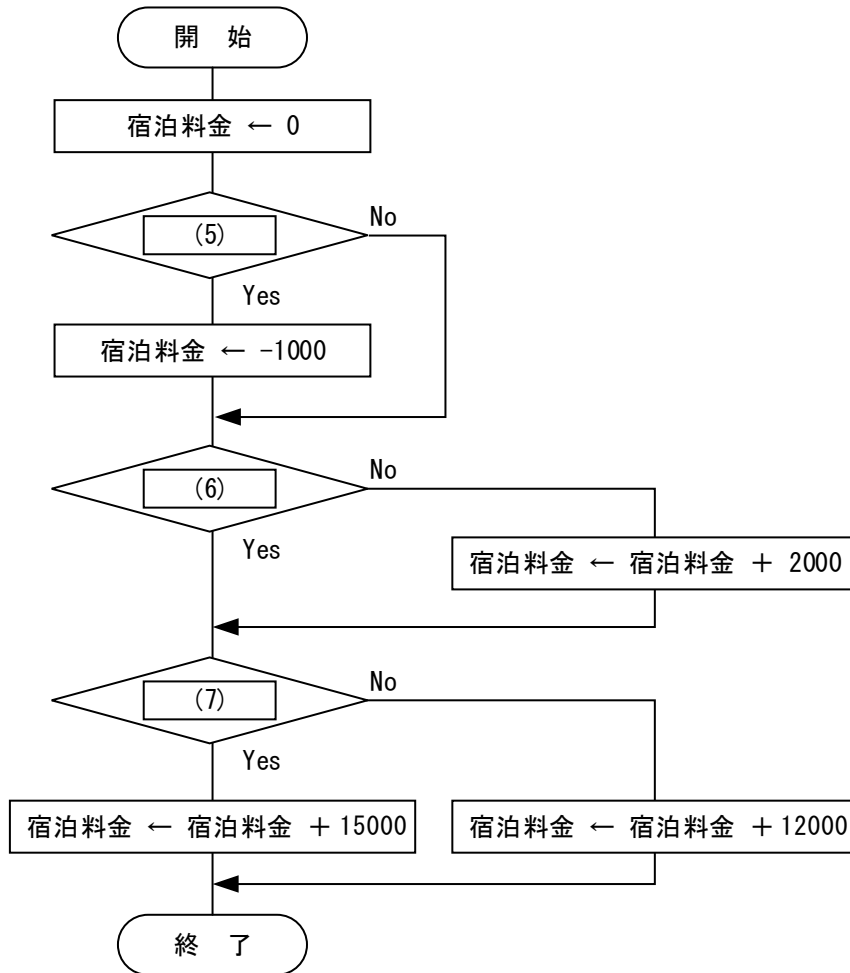 開 始
宿泊料金 ← 0
(5)
No
Yes
宿泊料金 ← -1000
(6)
No
Yes
宿泊料金 ← 宿泊料金 + 2000
(7)
No
Yes
宿泊料金 ← 宿泊料金 + 15000
宿泊料金 ← 宿泊料金 + 12000
終 了